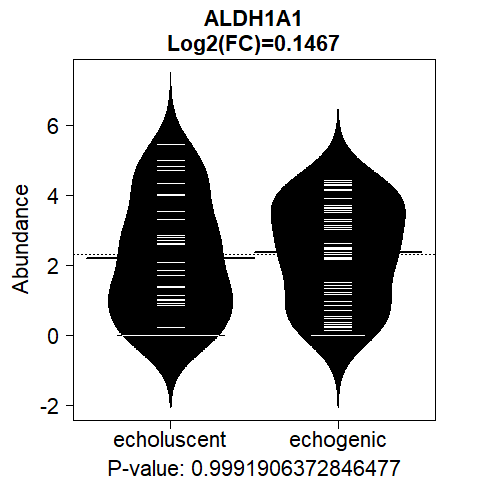 ALDH1A1
Log2(FC)=0.1467
Abundance
6
4
2
0
-2
echoluscent echogenic
P-value: 0.9991906372846477